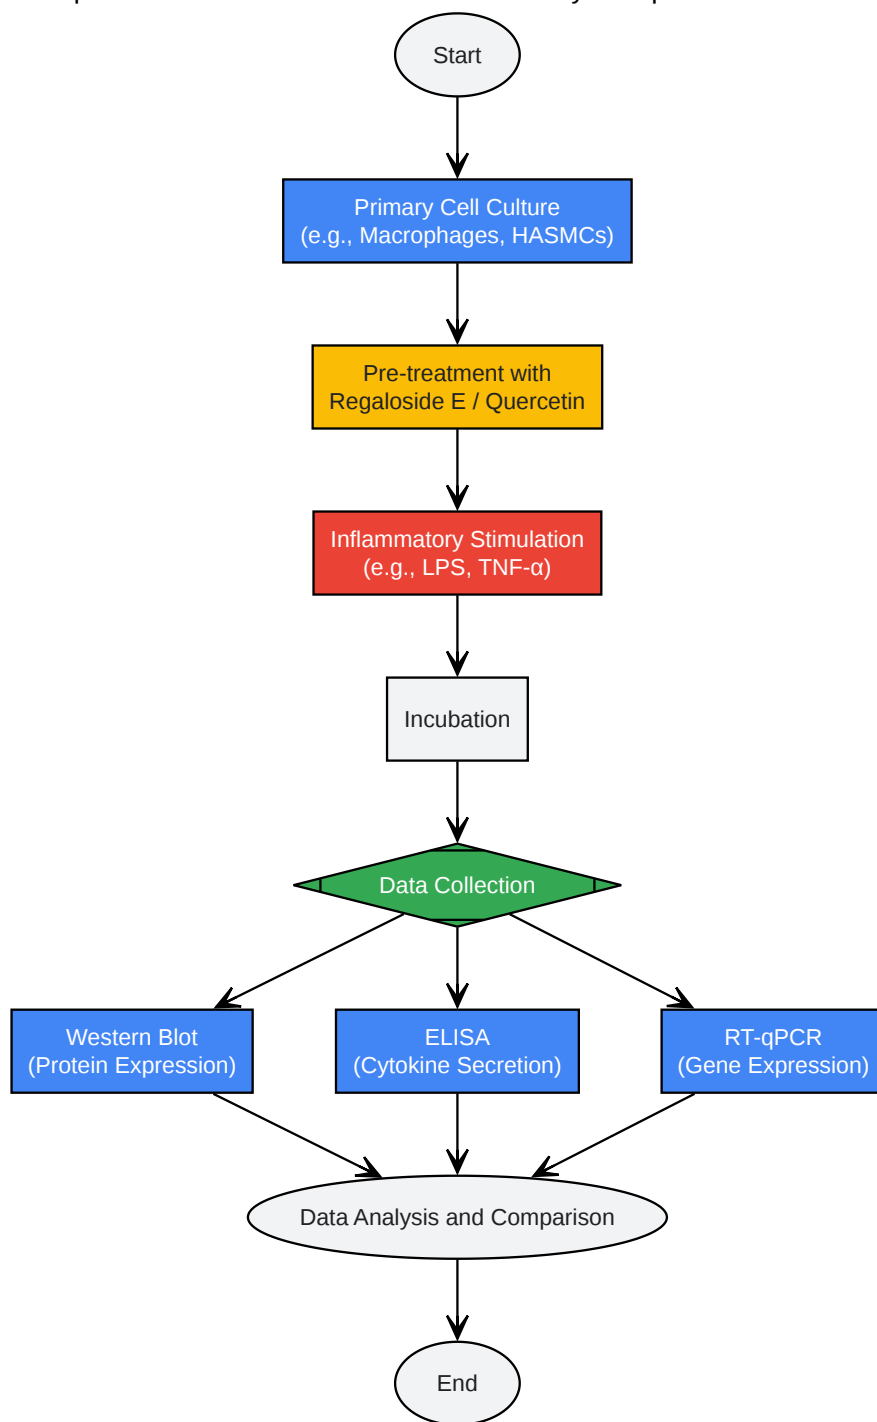 Start
Primary Cell Culture
(e.g., Macrophages, HASMCs)
Pre-treatment with
Regaloside E / Quercetin
Inflammatory Stimulation
(e.g., LPS, TNF-α)
Incubation
Data Collection
Western Blot
(Protein Expression)
ELISA
(Cytokine Secretion)
RT-qPCR
(Gene Expression)
Data Analysis and Comparison
End